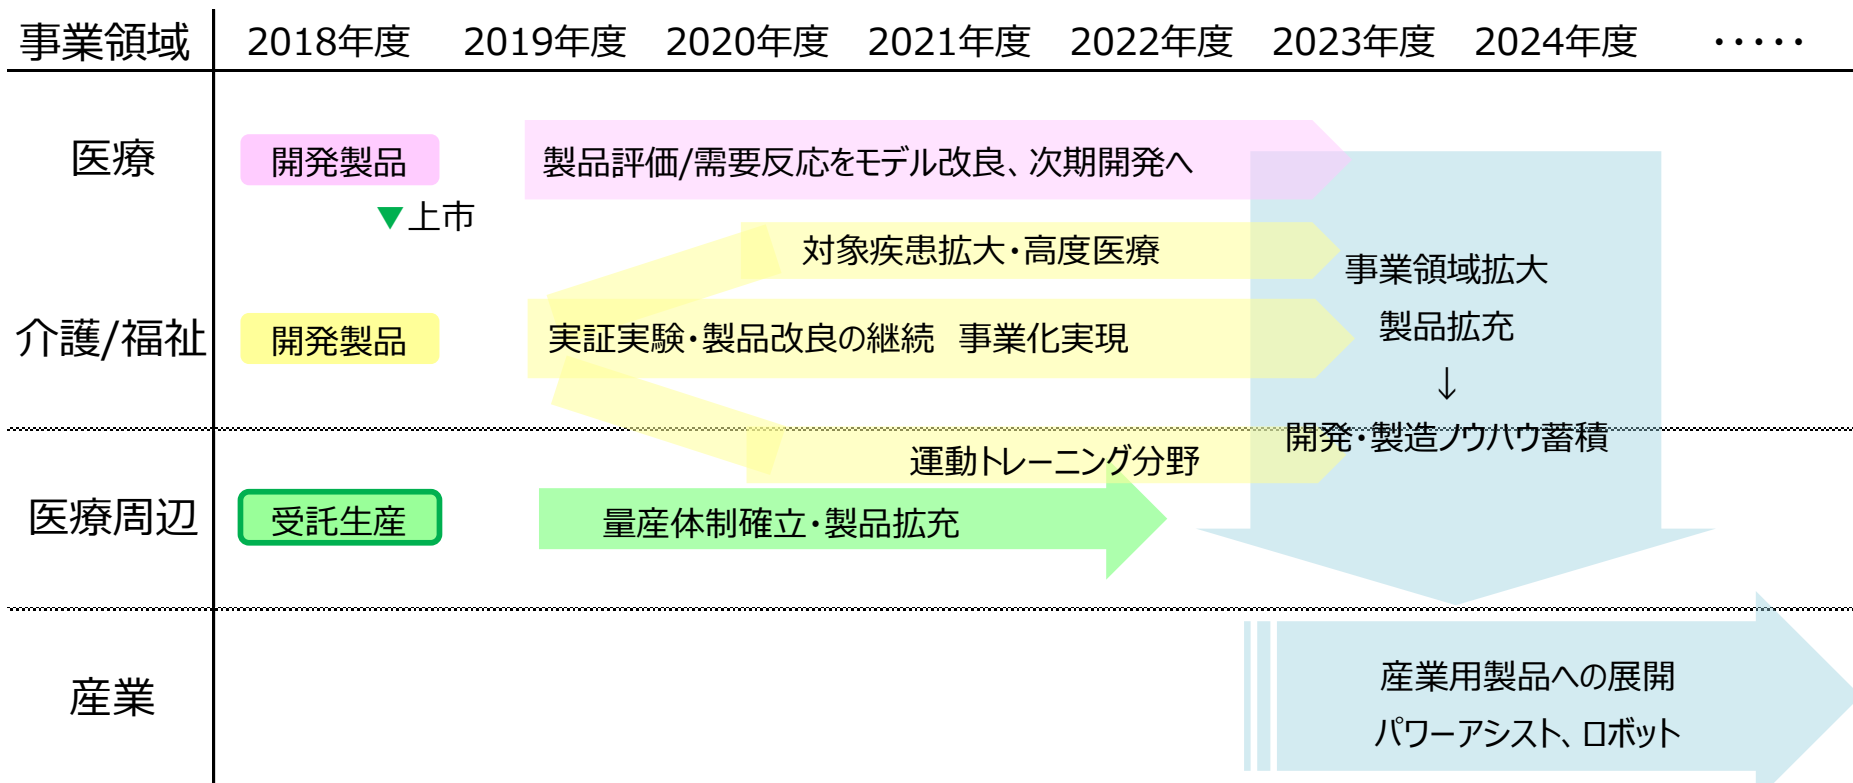 事業領域 2018年度 2019年度 2020年度 2021年度 2022年度 2023年度 2024年度 ・・・・・
医療
開発製品
製品評価/需要反応をモデル改良、次期開発へ
▼上市
対象疾患拡大・高度医療
介護/福祉
開発製品
実証実験・製品改良の継続　事業化実現
運動トレーニング分野
事業領域拡大
製品拡充
↓
開発・製造ノウハウ蓄積
医療周辺
受託生産
量産体制確立・製品拡充
産業
産業用製品への展開
パワーアシスト、ロボット